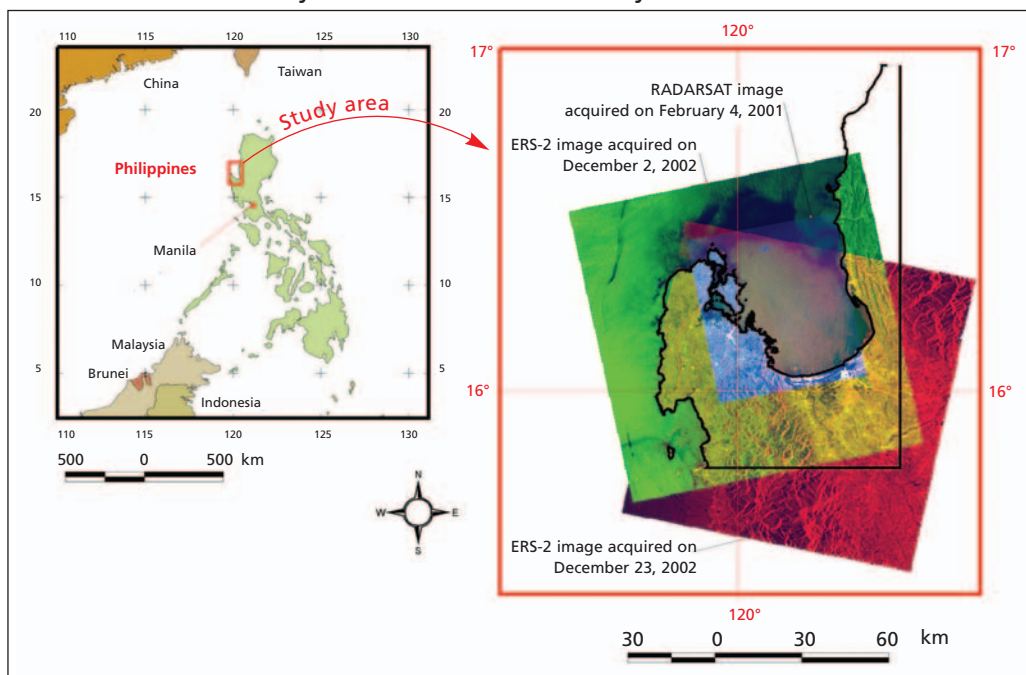 110
115
120
125
130
China
Taiwan
20
20
Study area
Philippines
15
15
Manila
10
10
Malaysia
5
Brunei
5
Indonesia
110
115
120
125
130
500
0
500
km
N
W
E
S
120°
17°
17°
RADARSAT image
acquired on February 4, 2001
ERS-2 image acquired on
December 2, 2002
16°
16°
ERS-2 image acquired on
December 23, 2002
120°
30
0
30
60
km